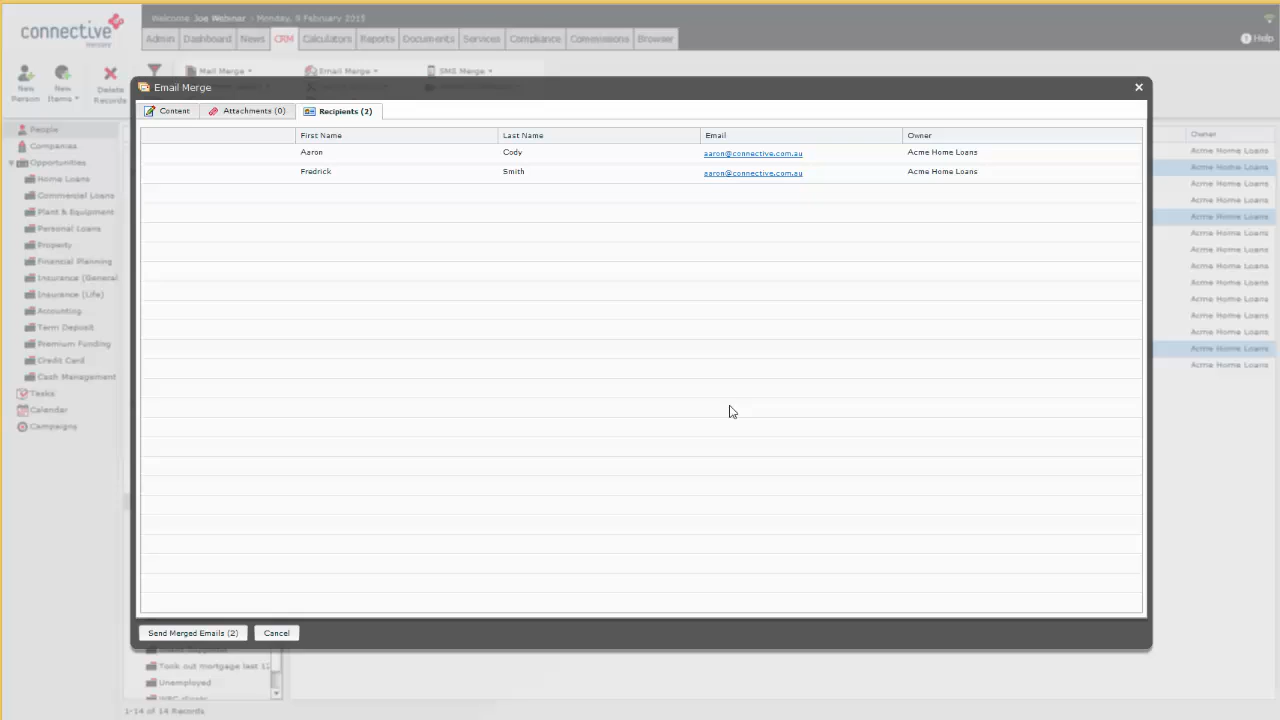 connective
mercury
Welcome Joe Webinar - Monday, 9 February 2015
Admin Dashboard News CRM Calculators Reports Documents Services Compliance Commissions Browser
Help
New Person
New Items
Delete Records
Mail Merge
Email Merge
SMS Merge
Email Merge
Content Attachments (0) Recipients (2)
First Name Last Name Email Owner
Aaron Cody aaron@connective.com.au Acme Home Loans
Fredrick Smith aaron@connective.com.au Acme Home Loans
Send Merged Emails (2) Cancel
People
Companies
Opportunities
Home Loans
Commercial Loans
Plant & Equipment
Personal Loans
Property
Financial Planning
Insurance (General
Insurance (Life)
Accounting
Term Deposit
Premium Funding
Credit Card
Cash Management
Tasks
Calendar
Campaigns
Owner
Acme Home Loans
Acme Home Loans
Acme Home Loans
Acme Home Loans
Acme Home Loans
Acme Home Loans
Acme Home Loans
Acme Home Loans
Acme Home Loans
Acme Home Loans
Acme Home Loans
Acme Home Loans
Acme Home Loans
Acme Home Loans
Took out mortgage last 12
Unemployed
1-14 of 14 Records